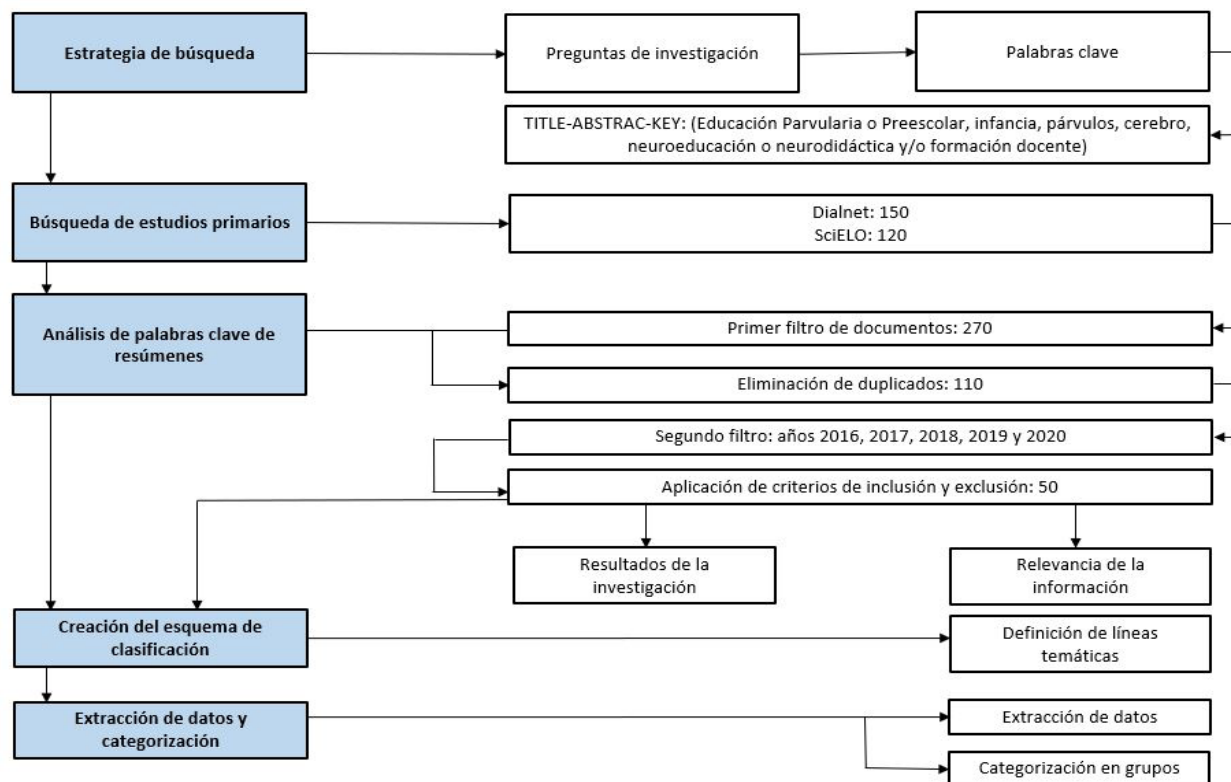 Estrategia de búsqueda
Preguntas de investigación
Palabras clave
TITLE-ABSTRAC-KEY: (Educación Parvularia o Preescolar, infancia, párvulos, cerebro,
neuroeducación o neurodidáctica y/o formación docente)
Búsqueda de estudios primarios
Dialnet: 150
SciELO: 120
Análisis de palabras clave de
resúmenes
Primer filtro de documentos: 270
Eliminación de duplicados: 110
Segundo filtro: años 2016, 2017, 2018, 2019 y 2020
Aplicación de criterios de inclusión y exclusión: 50
Resultados de la
investigación
Relevancia de la
información
Creación del esquema de
clasificación
Definición de líneas
temáticas
Extracción de datos y
categorización
Extracción de datos
Categorización en grupos